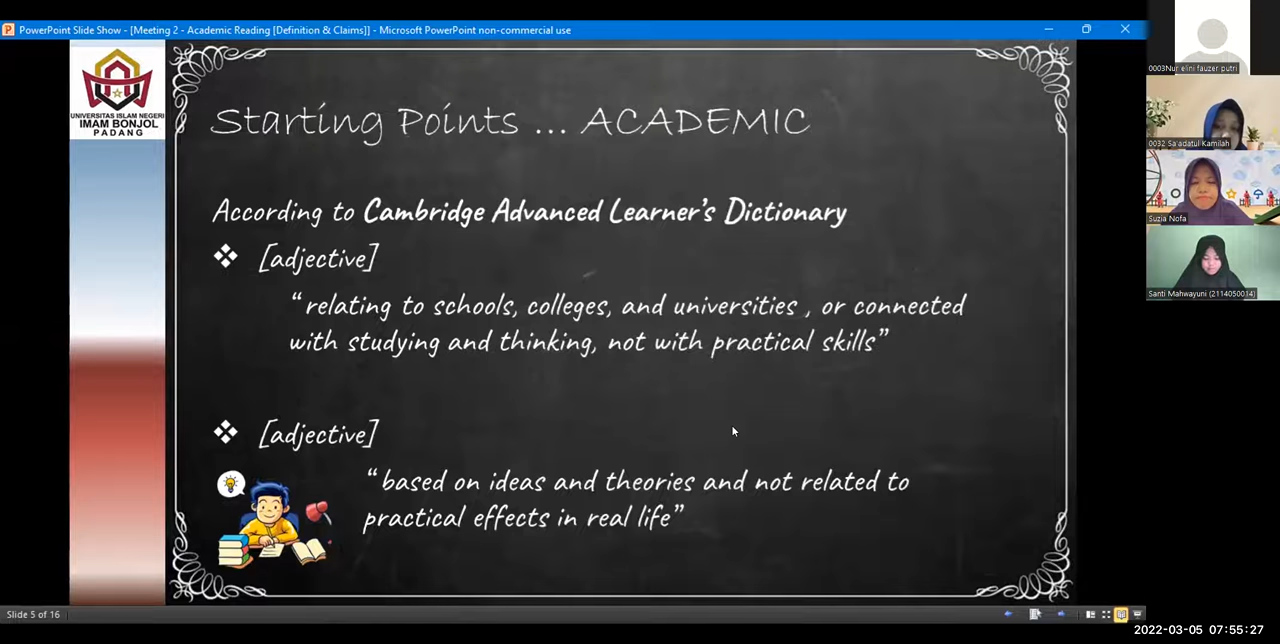 PowerPoint Slide Show - [Meeting 2 - Academic Reading [Definition & Claims]] - Microsoft PowerPoint non-commercial use
UNIVERSITAS ISLAM NEGERI
IMAM BONJOL
PADANG
Starting Points ... ACADEMIC
According to Cambridge Advanced Learner's Dictionary
❖ [adjective]
“relating to schools, colleges, and universities , or connected
with studying and thinking, not with practical skills”
❖ [adjective]
“based on ideas and theories and not related to
practical effects in real life”
0003Nur elini fauzer putri
0032 Sa'adatul Kamilah
Suzia Nofa
Santi Mahwayuni (2114050014)
Slide 5 of 16
2022-03-05 07:55:27